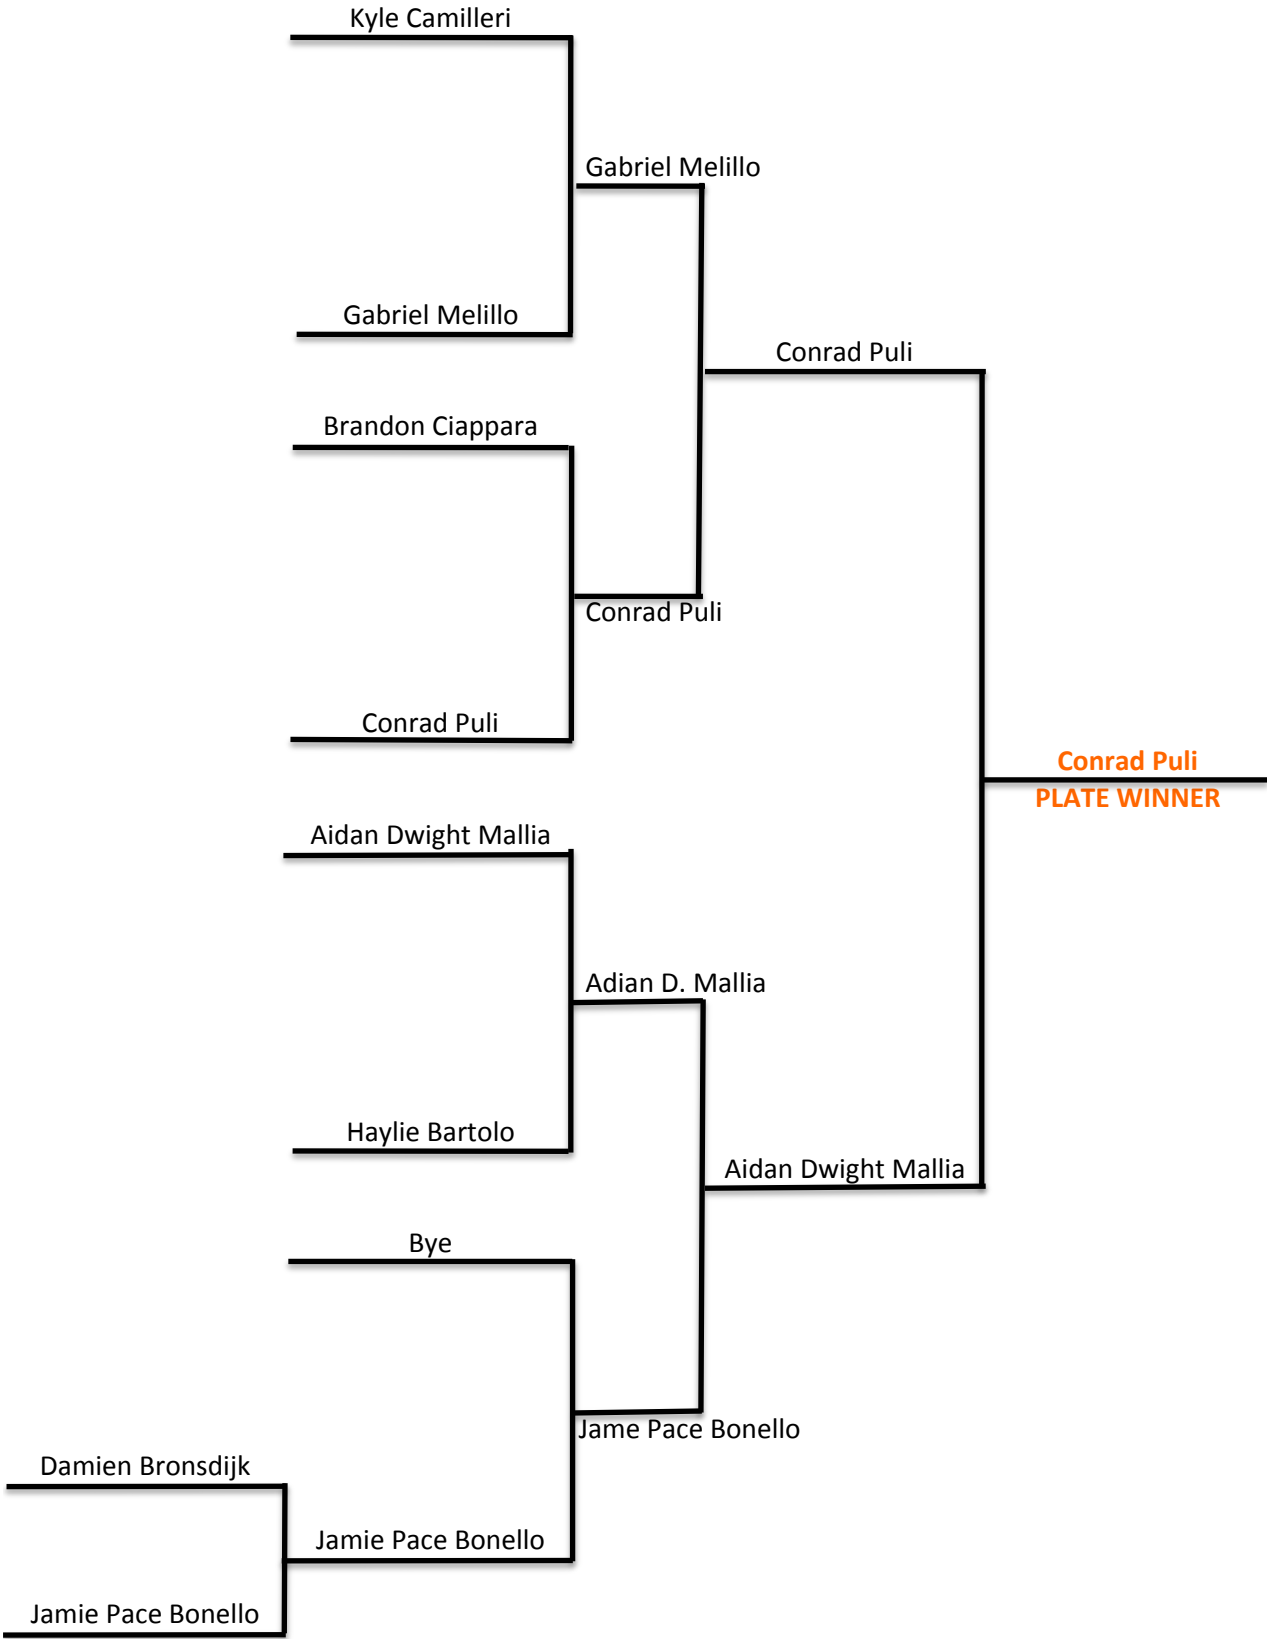 Kyle Camilleri
Gabriel Melillo
Gabriel Melillo
Conrad Puli
Brandon Ciappara
Conrad Puli
Conrad Puli
Conrad Puli
PLATE WINNER
Aidan Dwight Mallia
Adian D. Mallia
Haylie Bartolo
Aidan Dwight Mallia
Bye
Jame Pace Bonello
Damien Bronsdijk
Jamie Pace Bonello
Jamie Pace Bonello